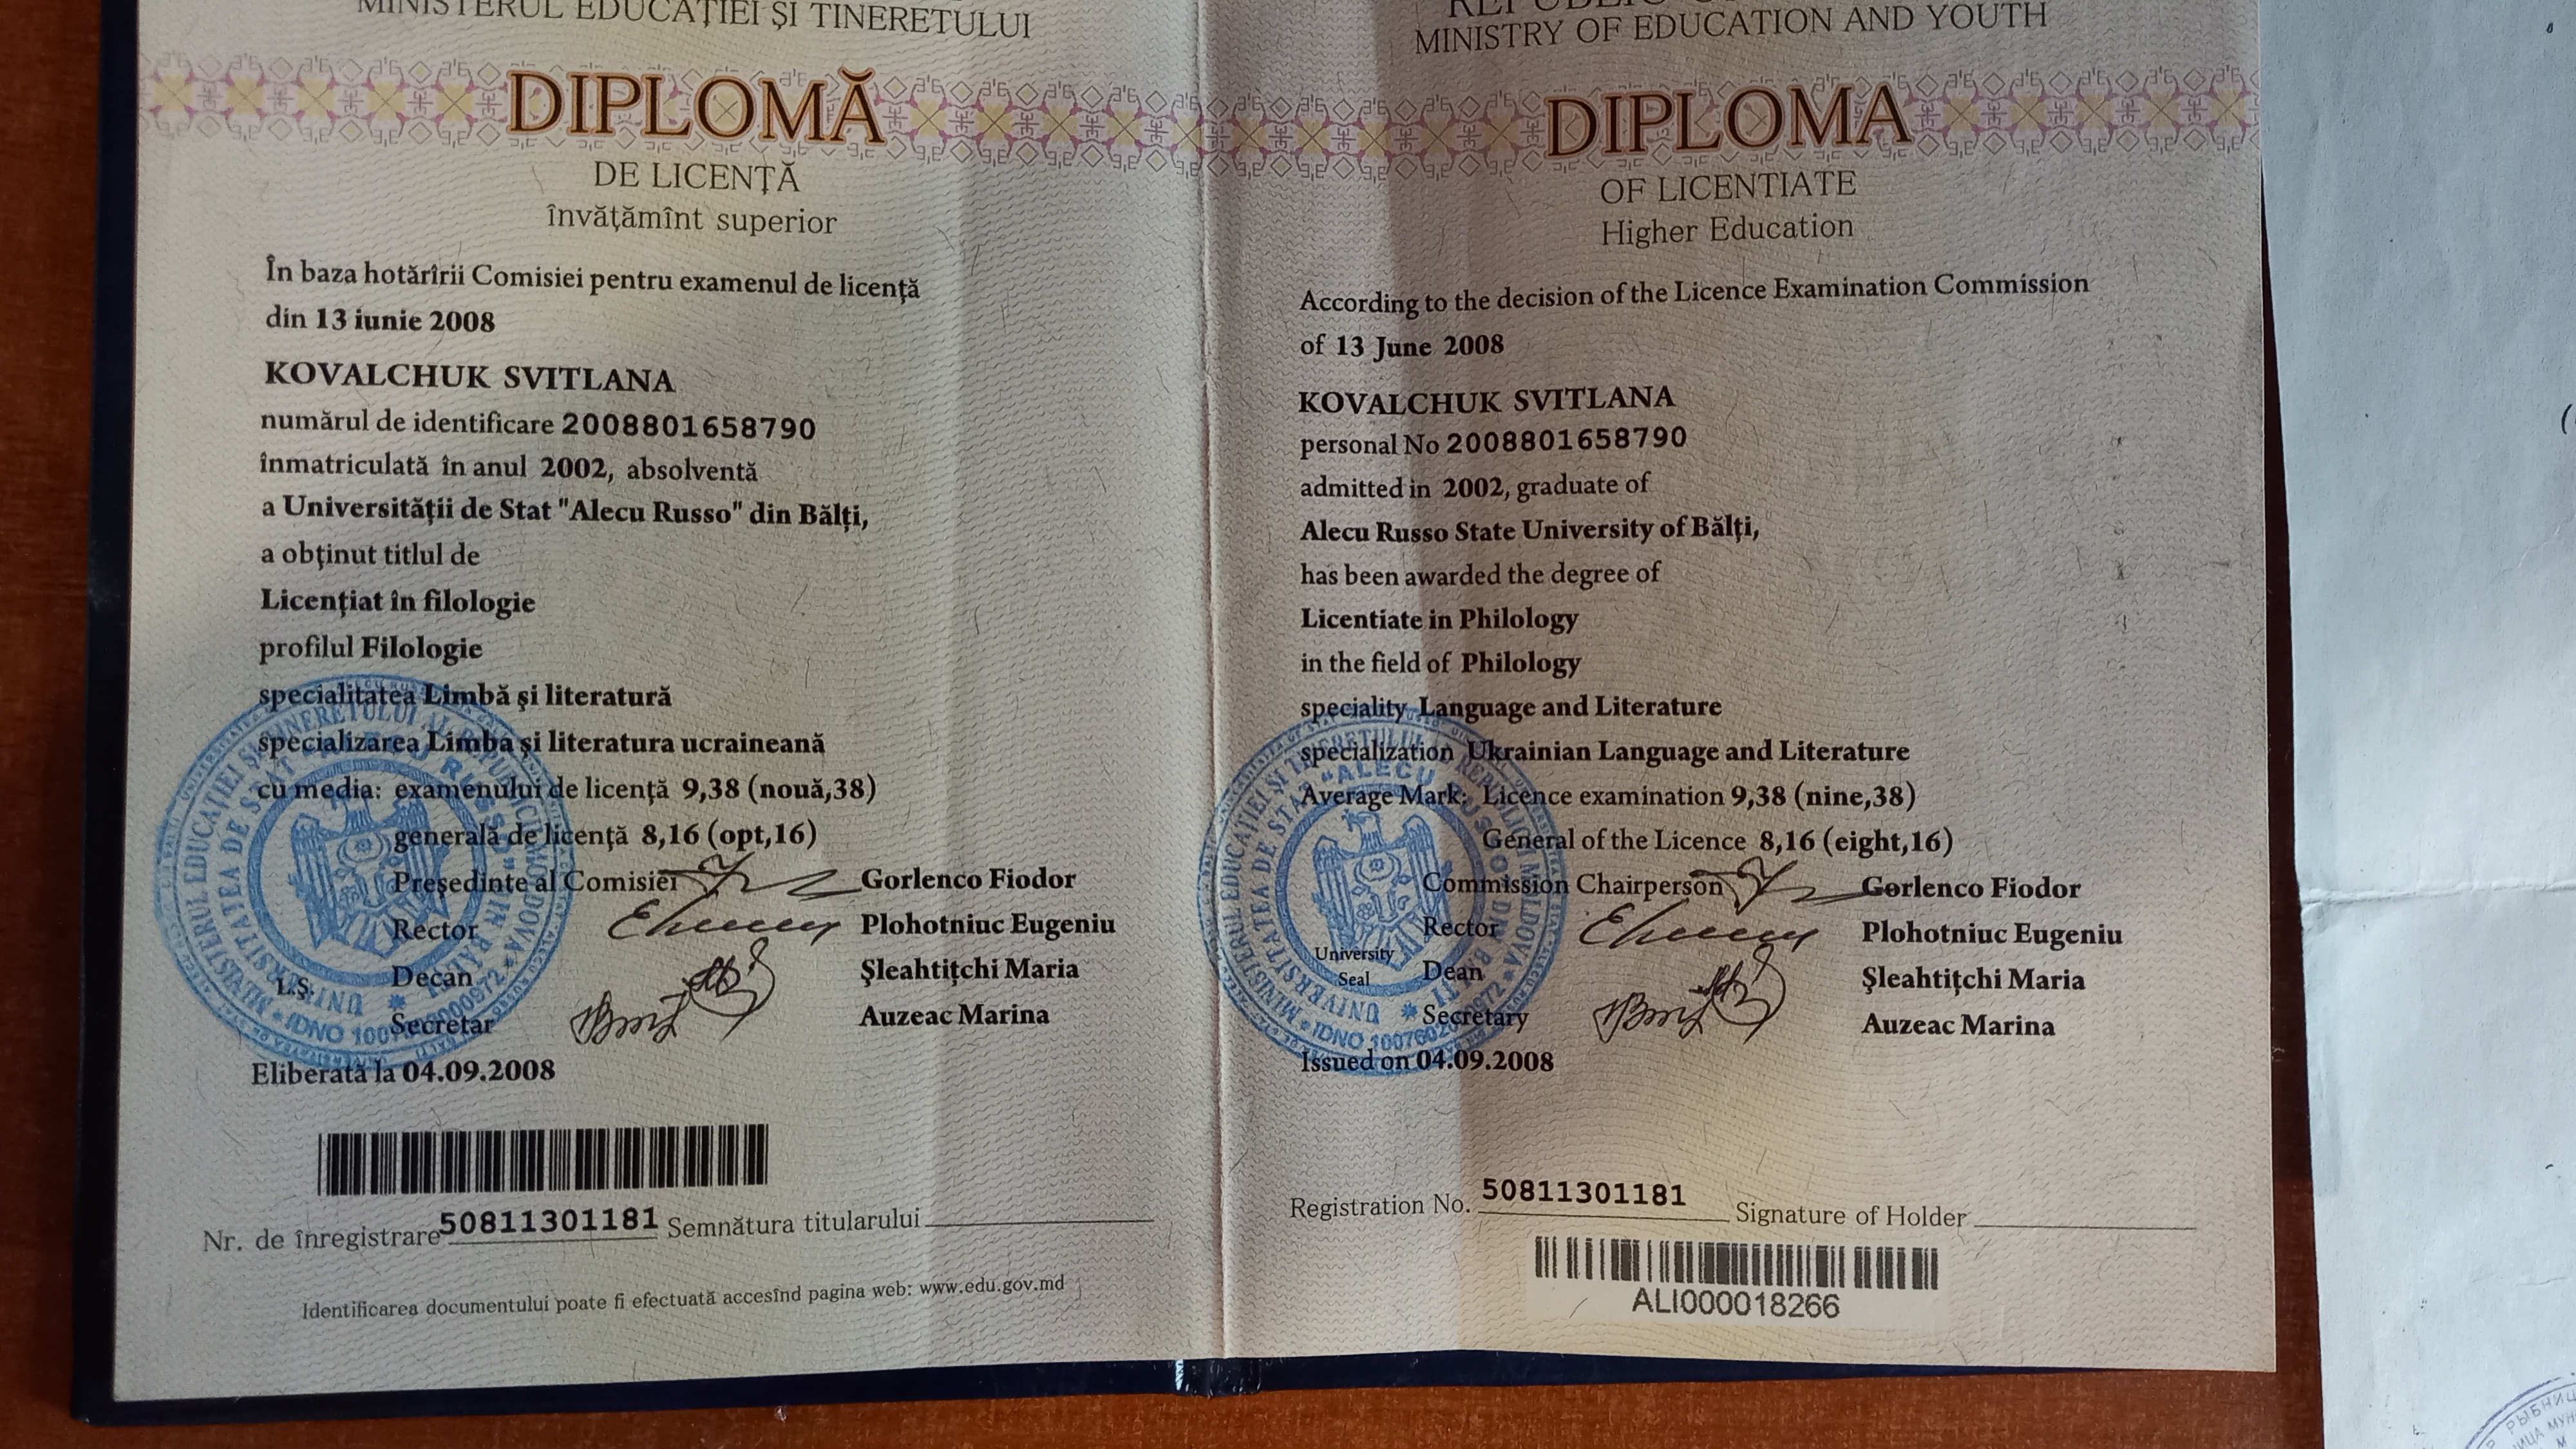 MINISTERUL EDUCAȚIEI ȘI TINERETULUI
DIPLOMĂ
DE LICENȚĂ
învățămînt superior
În baza hotărîrii Comisiei pentru examenul de licență
din 13 iunie 2008
KOVALCHUK SVITLANA
numărul de identificare 2008801658790
înmatriculată în anul 2002, absolventă
a Universității de Stat "Alecu Russo" din Bălți,
a obținut titlul de
Licențiat în filologie
profilul Filologie
specialitatea Limbă și literatură
specializarea Limba și literatura ucraineană
cu media: examenului de licență 9,38 (nouă,38)
generală de licență 8,16 (opt,16)
Președinte al Comisiei Gorlenco Fiodor
Rector Plohotniuc Eugeniu
L.Ș. Decan Șleahtițchi Maria
Secretar Auzeac Marina
Eliberată la 04.09.2008
Nr. de înregistrare 50811301181 Semnătura titularului
Identificarea documentului poate fi efectuată accesînd pagina web: www.edu.gov.md
MINISTRY OF EDUCATION AND YOUTH
DIPLOMA
OF LICENTIATE
Higher Education
According to the decision of the Licence Examination Commission
of 13 June 2008
KOVALCHUK SVITLANA
personal No 2008801658790
admitted in 2002, graduate of
Alecu Russo State University of Bălți,
has been awarded the degree of
Licentiate in Philology
in the field of Philology
speciality Language and Literature
specialization Ukrainian Language and Literature
Average Mark: Licence examination 9,38 (nine,38)
General of the Licence 8,16 (eight,16)
Commission Chairperson Gorlenco Fiodor
Rector Plohotniuc Eugeniu
University
Seal
Dean Șleahtițchi Maria
Secretary Auzeac Marina
Issued on 04.09.2008
Registration No. 50811301181 Signature of Holder
ALI000018266